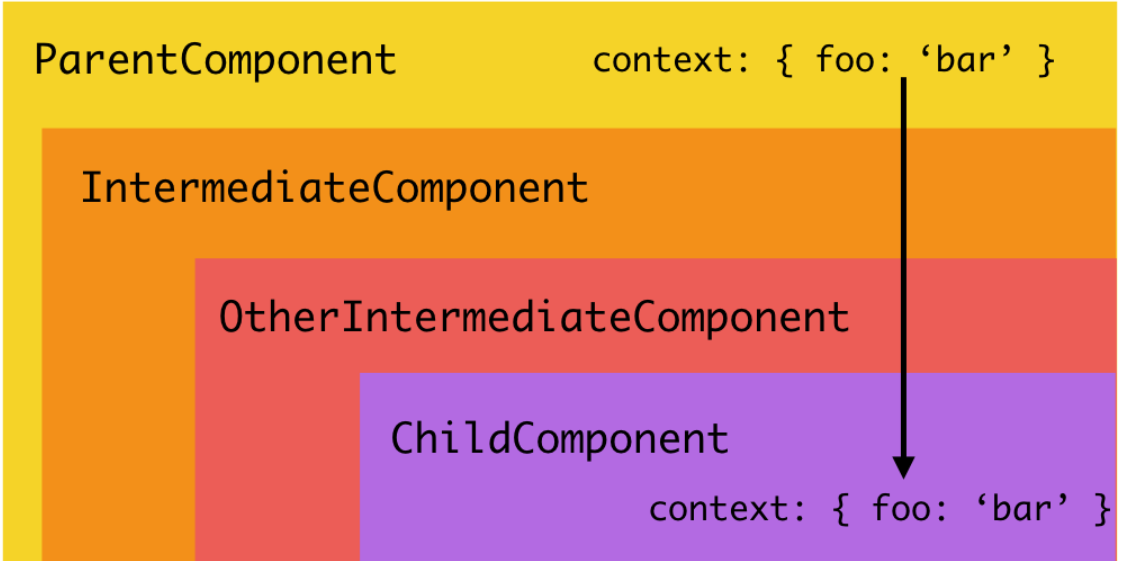 ParentComponent context: { foo: ‘bar’ }
IntermediateComponent
OtherIntermediateComponent
ChildComponent
context: { foo: ‘bar’ }